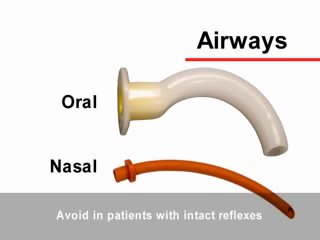 Airways
Oral
Nasal
Avoid in patients with intact reflexes